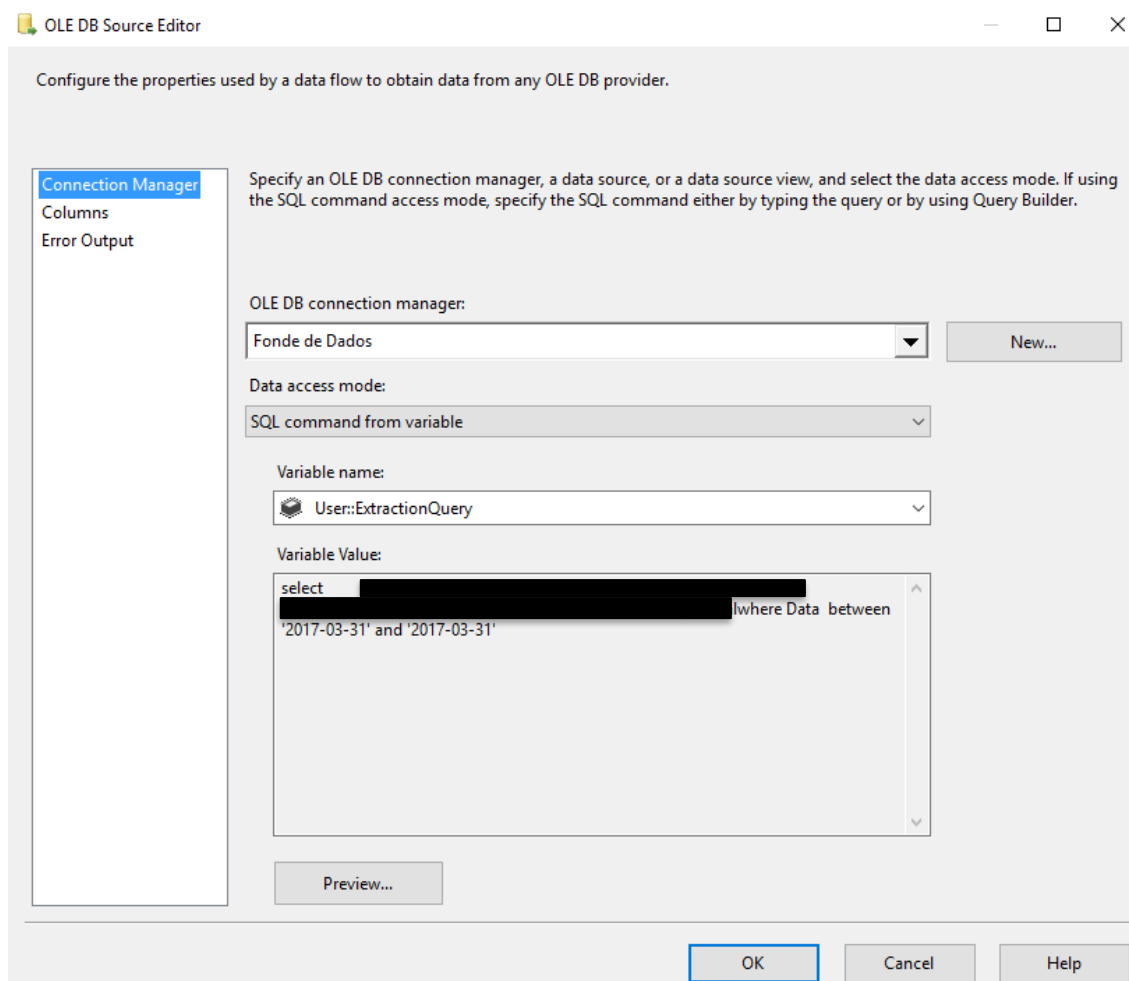 OLE DB Source Editor
Configure the properties used by a data flow to obtain data from any OLE DB provider.
Connection Manager
Columns
Error Output
Specify an OLE DB connection manager, a data source, or a data source view, and select the data access mode. If using
the SQL command access mode, specify the SQL command either by typing the query or by using Query Builder.
OLE DB connection manager:
Fonde de Dados
New...
Data access mode:
SQL command from variable
Variable name:
User::ExtractionQuery
Variable Value:
select
where Data between
'2017-03-31' and '2017-03-31'
Preview...
OK
Cancel
Help